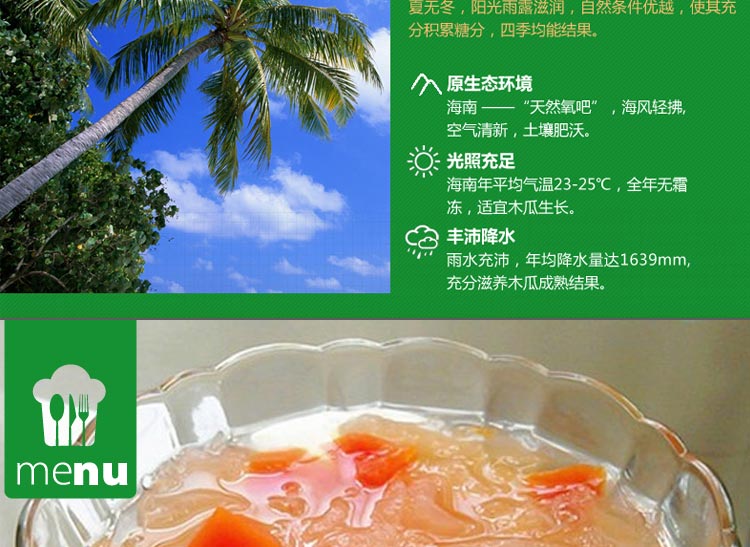 夏无冬，阳光雨露滋润，自然条件优越，使其充
分积累糖分，四季均能结果。
原生态环境
海南 ——“天然氧吧”，海风轻拂,
空气清新，土壤肥沃。
光照充足
海南年平均气温23-25℃，全年无霜
冻，适宜木瓜生长。
丰沛降水
雨水充沛，年均降水量达1639mm,
充分滋养木瓜成熟结果。
menu